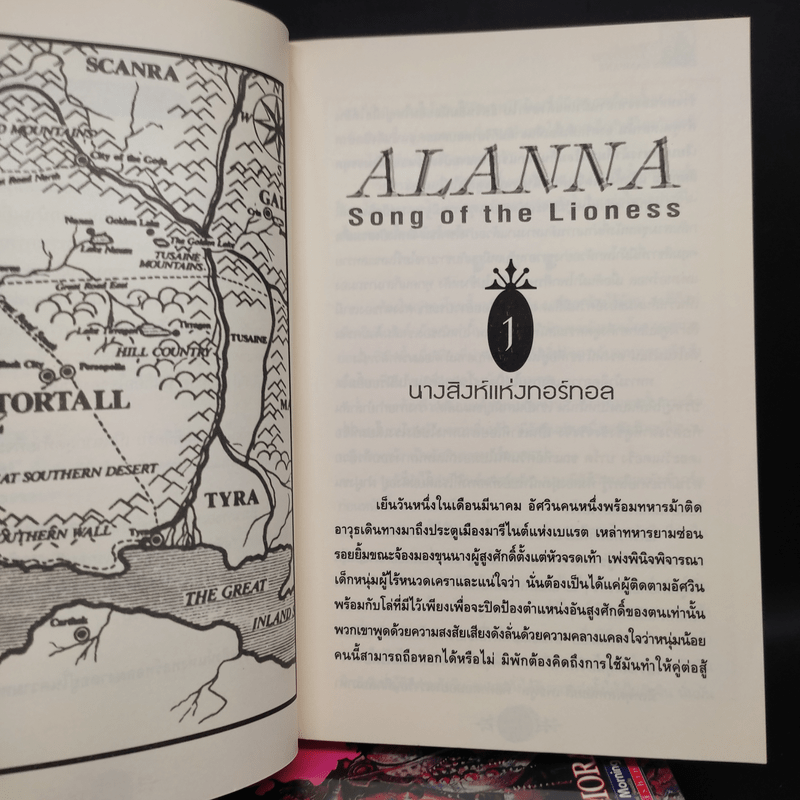 SCANRA
MOUNTAINS
City of the Gods
Road North
GAL
Naxen
Golden Lake
Lake Naxen
The Golden Lake
TUSAINE
MOUNTAINS
Great Road East
TUSAINE
Lake Tirragen
Tirragen
HILL COUNTRY
City
Persopolis
TORTALL
SOUTHERN DESERT
TYRA
SOUTHERN WALL
Tyra
THE GREAT
INLAND
Carthak
N
W
ALANNA
Song of the Lioness
1
นางสิงห์แห่งทอร์ทอล
เย็นวันหนึ่งในเดือนมีนาคม อัศวินคนหนึ่งพร้อมทหารม้าติด
อาวุธเดินทางมาถึงประตูเมืองมารีไนต์แห่งเบแรต เหล่าทหารยามซ่อน
รอยยิ้มขณะจ้องมองขุนนางผู้สูงศักดิ์ตั้งแต่หัวจรดเท้า เพ่งพินิจพิจารณา
เด็กหนุ่มผู้ไร้หนวดเคราและแน่ใจว่า นั่นต้องเป็นได้แค่ผู้ติดตามอัศวิน
พร้อมกับโล่ที่มีไว้เพียงเพื่อจะปิดป้องตำแหน่งอันสูงศักดิ์ของตนเท่านั้น
พวกเขาพูดด้วยความสงสัยเสียงดังลั่นด้วยความคลางแคลงใจว่าหนุ่มน้อย
คนนี้สามารถถือหอกได้หรือไม่ มิพักต้องคิดถึงการใช้มันทำให้คู่ต่อสู้
Morning